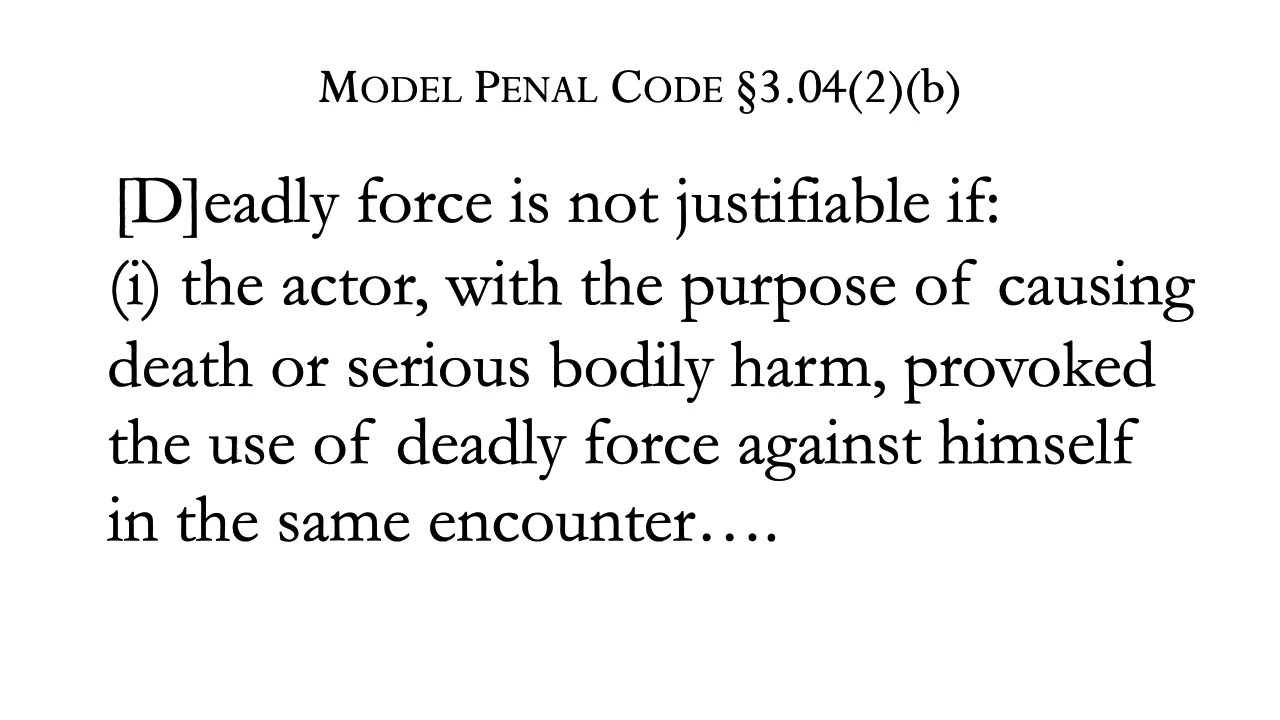 MODEL PENAL CODE §3.04(2)(b)
[D]eadly force is not justifiable if:
(i) the actor, with the purpose of causing
death or serious bodily harm, provoked
the use of deadly force against himself
in the same encounter….